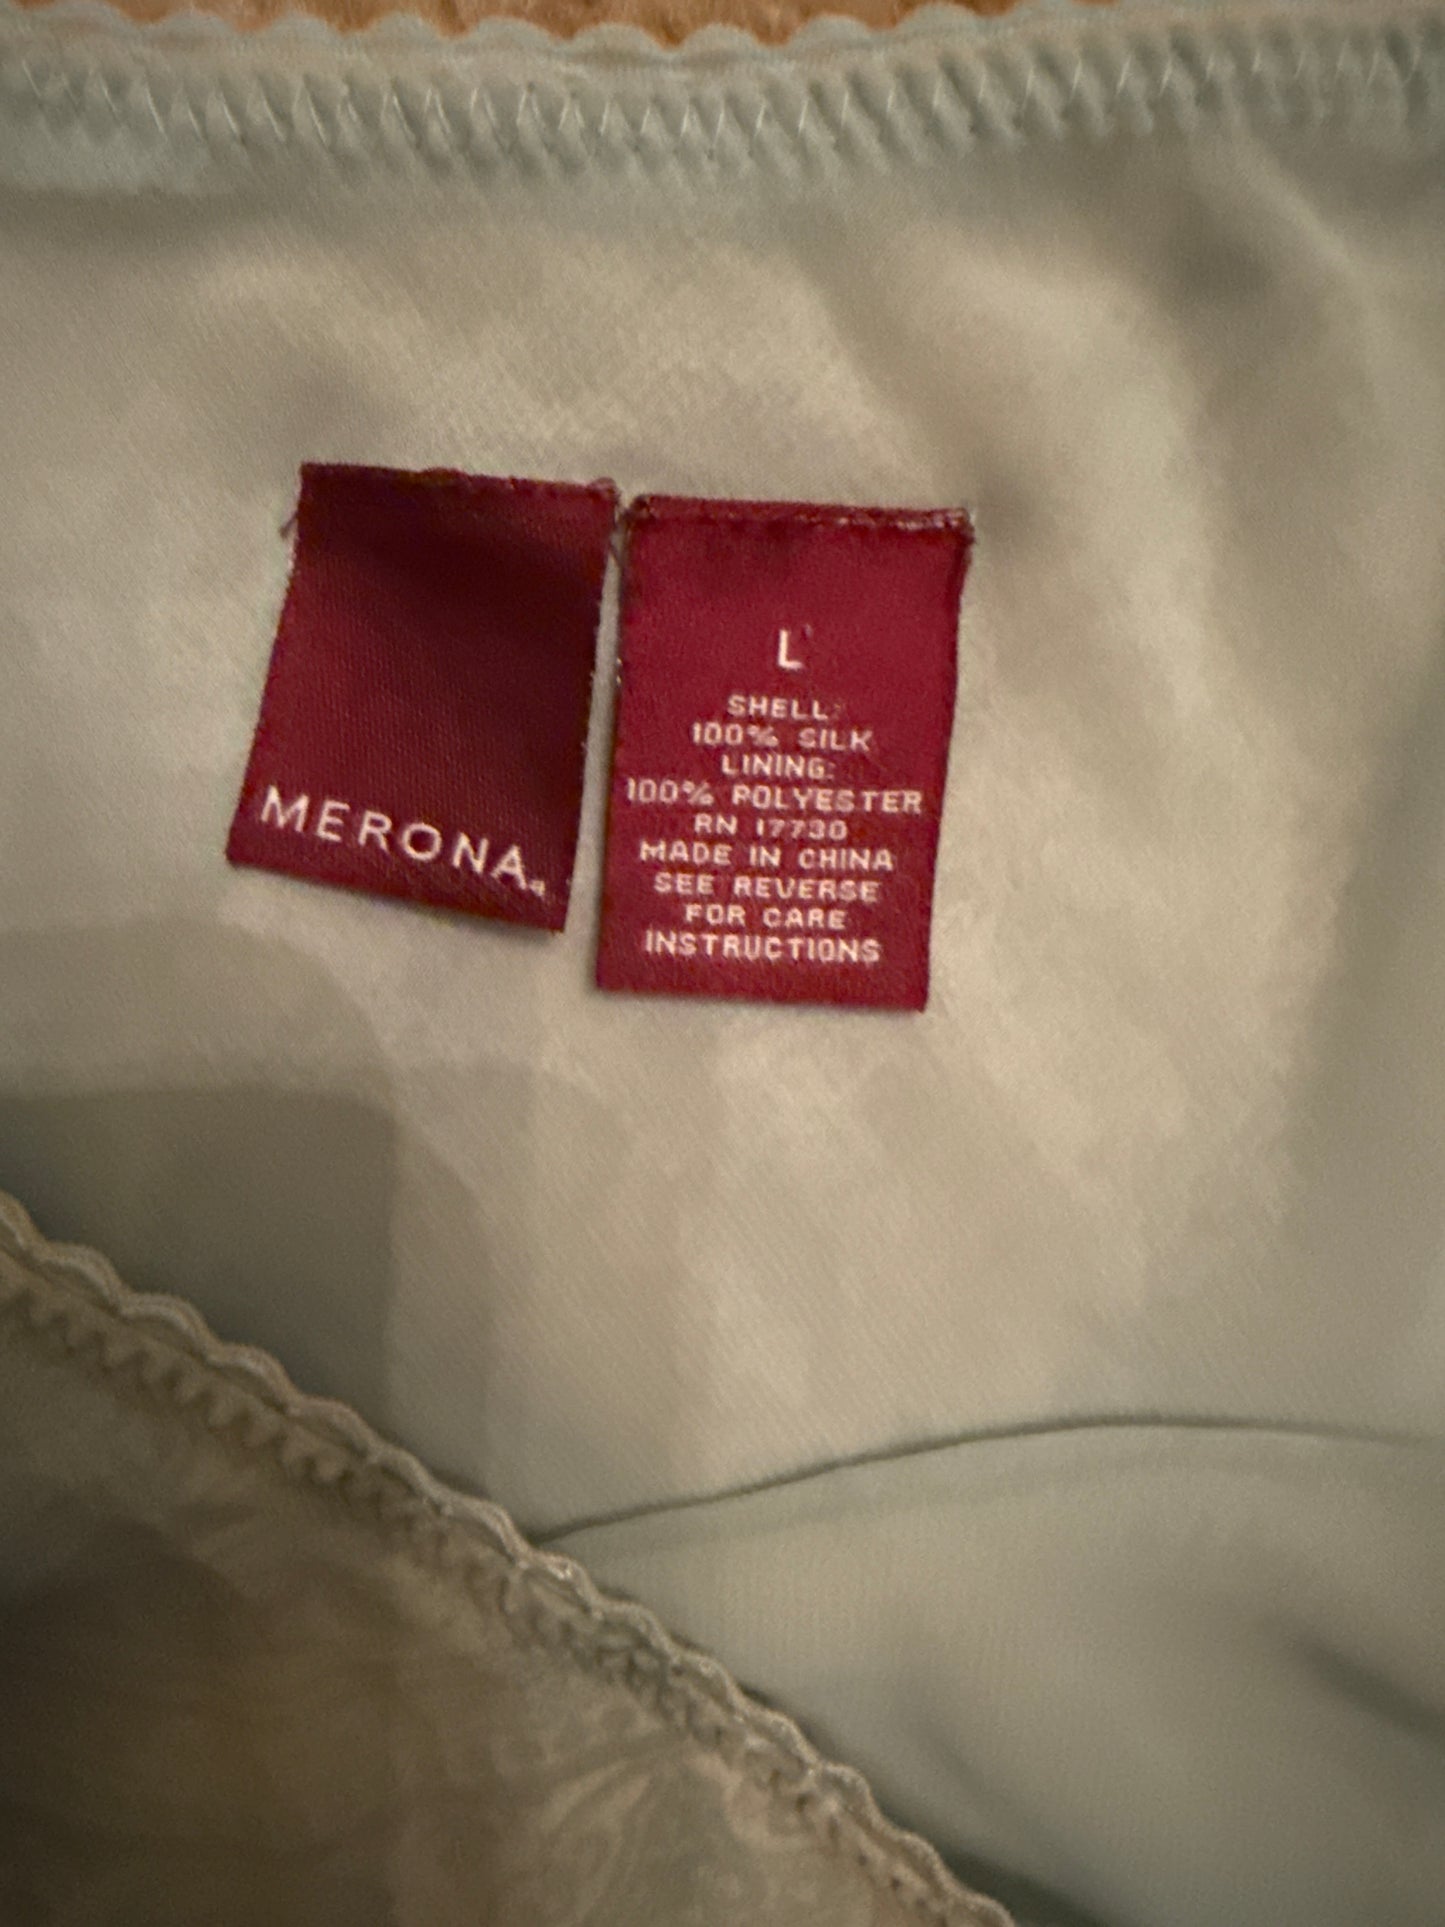 MERONA
L
SHELL:
100% SILK
LINING:
100% POLYESTER
RN 17730
MADE IN CHINA
SEE REVERSE
FOR CARE
INSTRUCTIONS